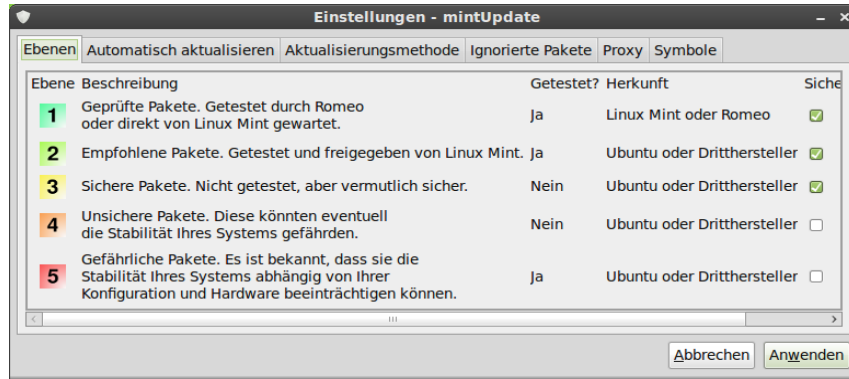 Einstellungen - mintUpdate
Ebenen Automatisch aktualisieren Aktualisierungsmethode Ignorierte Pakete Proxy Symbole
Ebene Beschreibung Getestet? Herkunft Siche
1 Geprüfte Pakete. Getestet durch Romeo
oder direkt von Linux Mint gewartet. Ja Linux Mint oder Romeo
2 Empfohlene Pakete. Getestet und freigegeben von Linux Mint. Ja Ubuntu oder Dritthersteller
3 Sichere Pakete. Nicht getestet, aber vermutlich sicher. Nein Ubuntu oder Dritthersteller
4 Unsichere Pakete. Diese könnten eventuell
die Stabilität Ihres Systems gefährden. Nein Ubuntu oder Dritthersteller
5 Gefährliche Pakete. Es ist bekannt, dass sie die
Stabilität Ihres Systems abhängig von Ihrer
Konfiguration und Hardware beeinträchtigen können. Ja Ubuntu oder Dritthersteller
Abbrechen Anwenden